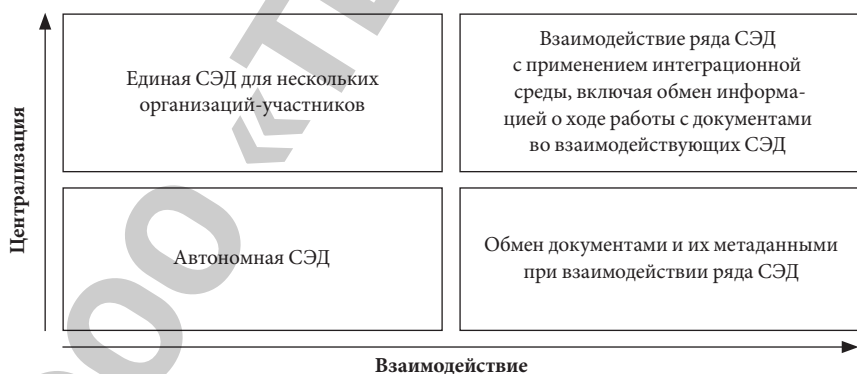 Централизация
Единая СЭД для нескольких
организаций-участников
Взаимодействие ряда СЭД
с применением интеграционной
среды, включая обмен информа-
цией о ходе работы с документами
во взаимодействующих СЭД
Автономная СЭД
Обмен документами и их метаданными
при взаимодействии ряда СЭД
Взаимодействие